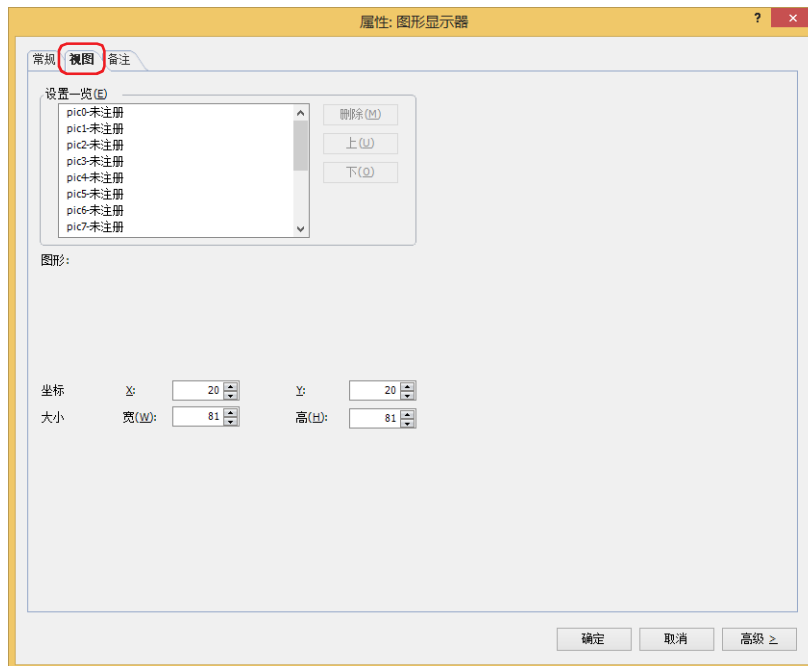 属性: 图形显示器
? ×
常规 视图 备注
设置一览(E)
pic0-未注册
pic1-未注册
pic2-未注册
pic3-未注册
pic4-未注册
pic5-未注册
pic6-未注册
pic7-未注册
删除(M)
上(U)
下(O)
图形:
坐标 X: 20 Y: 20
大小 宽(W): 81 高(H): 81
确定 取消 高级 >